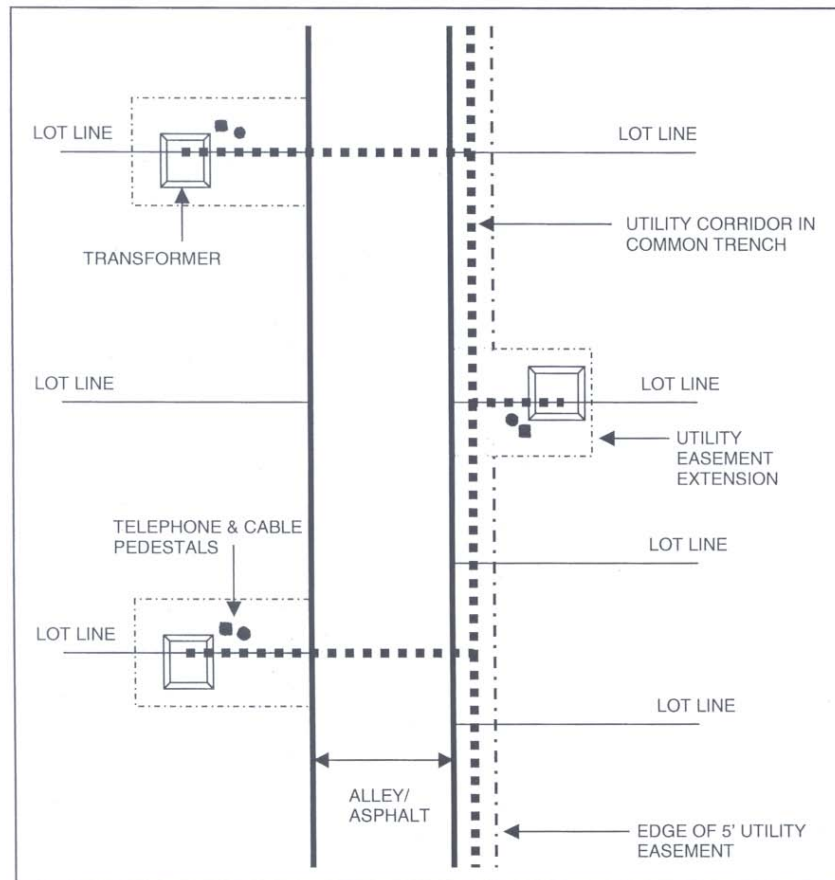 LOT LINE
LOT LINE
UTILITY CORRIDOR IN
COMMON TRENCH
TRANSFORMER
LOT LINE
LOT LINE
UTILITY
EASEMENT
EXTENSION
TELEPHONE & CABLE
PEDESTALS
LOT LINE
LOT LINE
LOT LINE
ALLEY/
ASPHALT
EDGE OF 5' UTILITY
EASEMENT